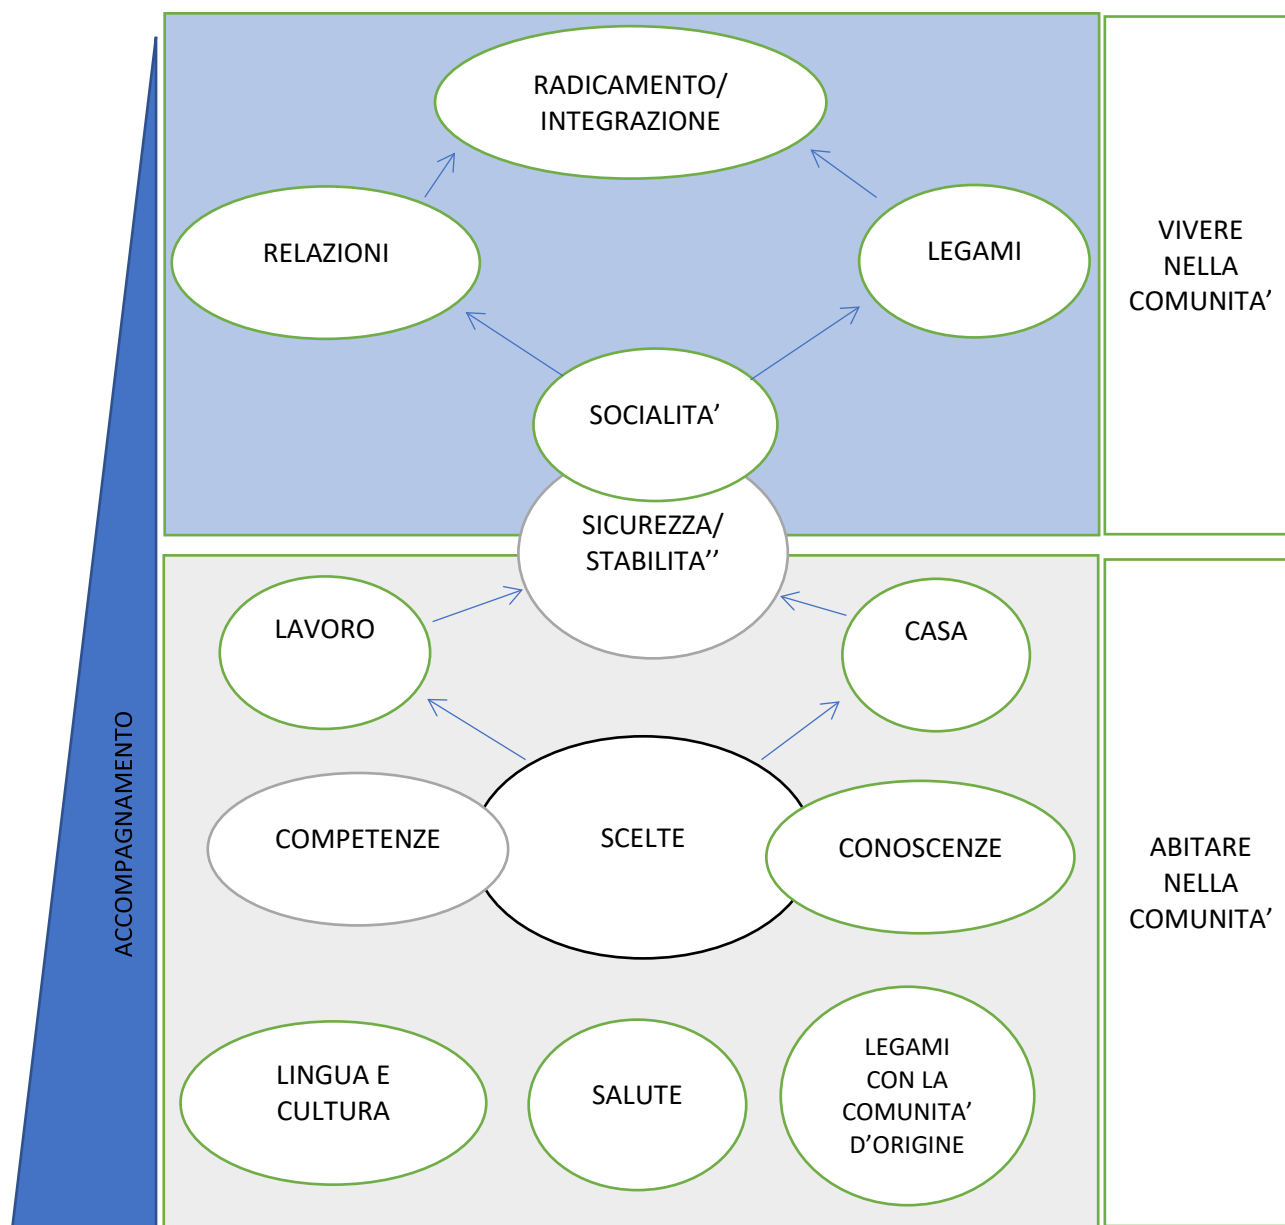 RADICAMENTO/
INTEGRAZIONE
RELAZIONI
LEGAMI
VIVERE
NELLA
COMUNITA’
SOCIALITA’
SICUREZZA/
STABILITA’’
LAVORO
CASA
ACCOMPAGNAMENTO
COMPETENZE
SCELTE
CONOSCENZE
ABITARE
NELLA
COMUNITA’
LINGUA E
CULTURA
SALUTE
LEGAMI
CON LA
COMUNITA’
D’ORIGINE